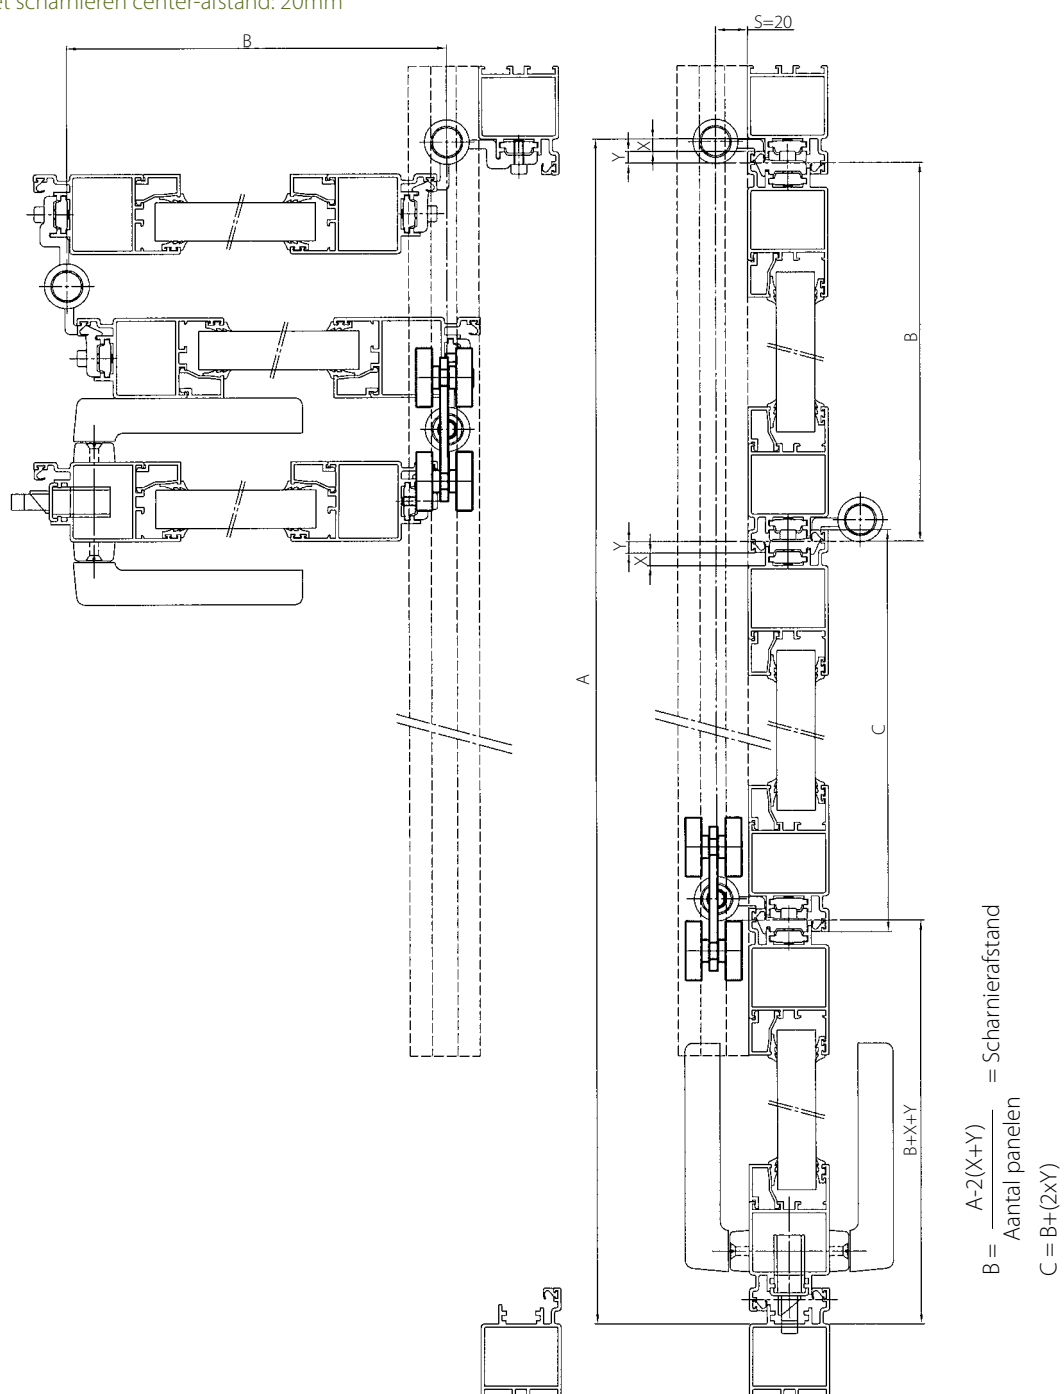 et scharnieren center-afstand: 20mm
B
S=20
X
Y
B
Y
X
A
C
B+X+Y
B = A-2(X+Y) / Aantal panelen = Scharnierafstand
C = B+(2xY)